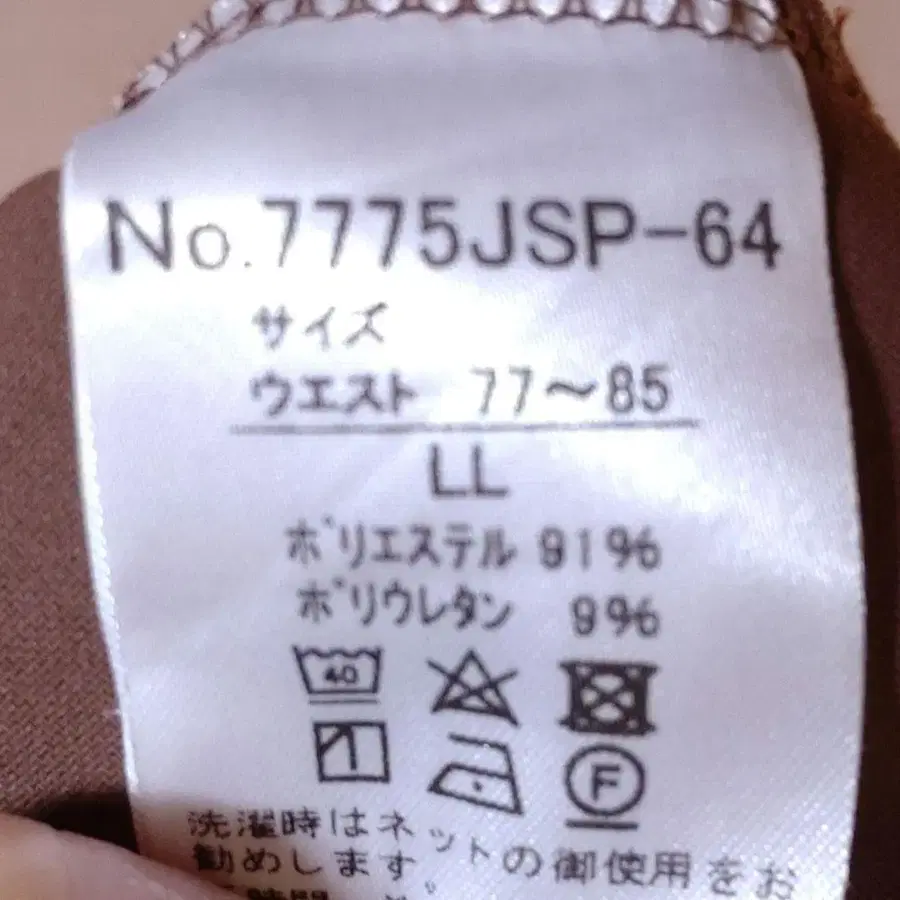 No.7775JSP-64
サイズ
ウエスト 77～85
LL
ポリエステル 91%
ポリウレタン 9%
40
F
洗濯時はネットの御使用をお
勧めします。